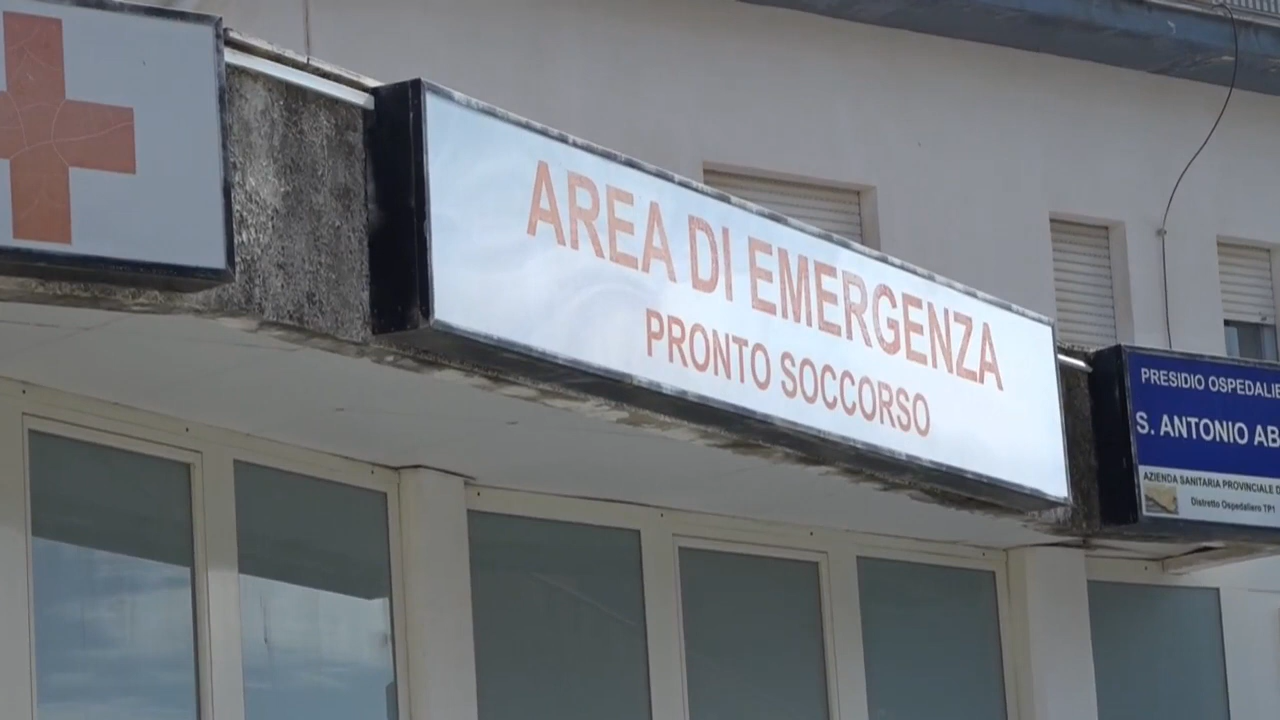 AREA DI EMERGENZA
PRONTO SOCCORSO
PRESIDIO OSPEDALIE
S. ANTONIO AB
AZIENDA SANITARIA PROVINCIALE D
Distretto Ospedaliero TP1